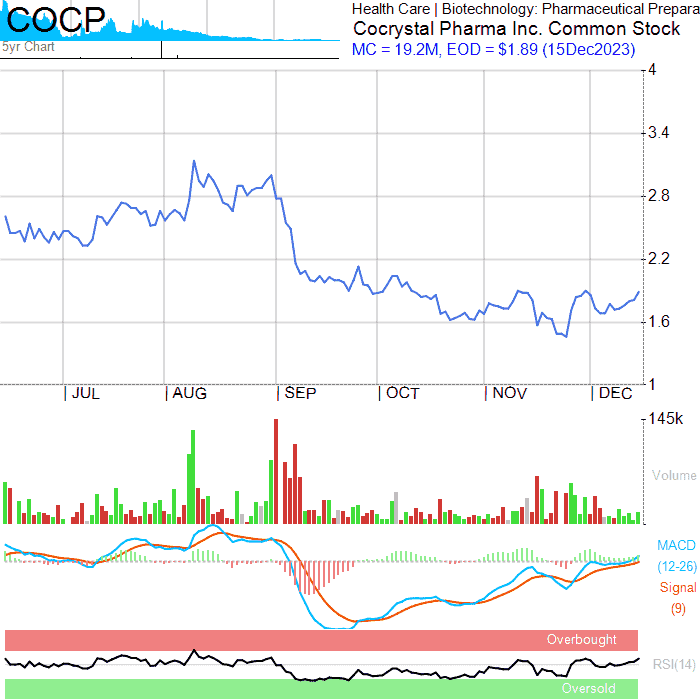 COCP
5yr Chart
Health Care | Biotechnology: Pharmaceutical Prepara
Cocrystal Pharma Inc. Common Stock
MC = 19.2M, EOD = $1.89 (15Dec2023)
4
3.4
2.8
2.2
1.6
1
JUL AUG SEP OCT NOV DEC
145k
Volume
MACD
(12-26)
Signal
(9)
Overbought
RSI(14)
Oversold